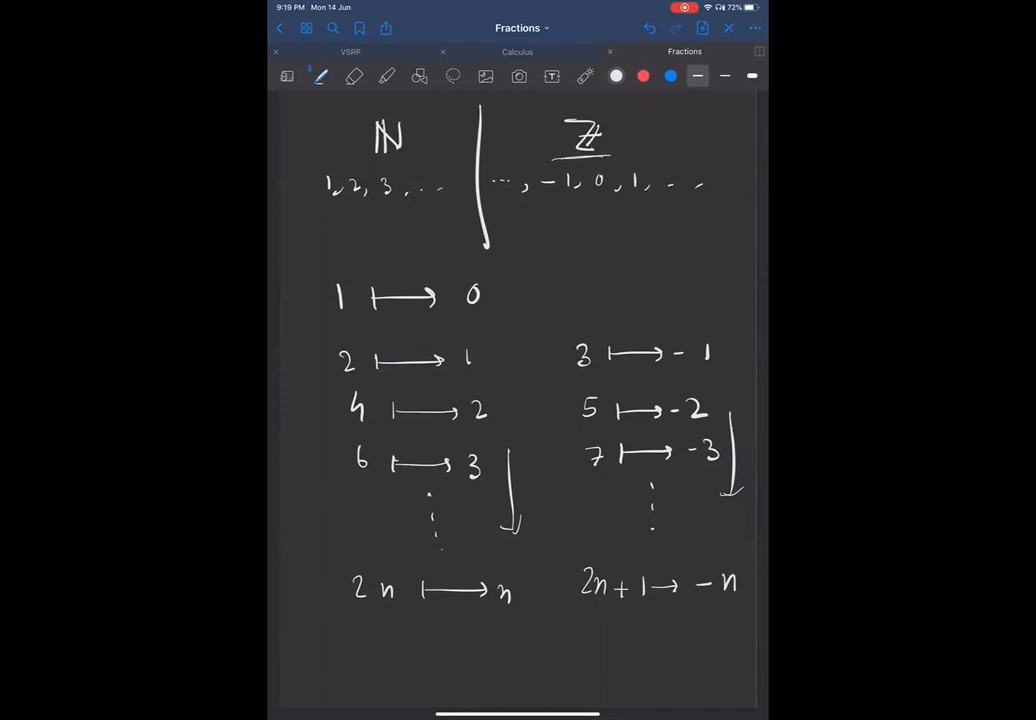 9:19 PM Mon 14 Jun
72%
Fractions
VSRP
Calculus
Fractions
ℕ
ℤ
1, 2, 3, ...
..., -1, 0, 1, ...
1 ↦ 0
2 ↦ 1
3 ↦ -1
4 ↦ 2
5 ↦ -2
6 ↦ 3
7 ↦ -3
2n ↦ n
2n+1 → -n